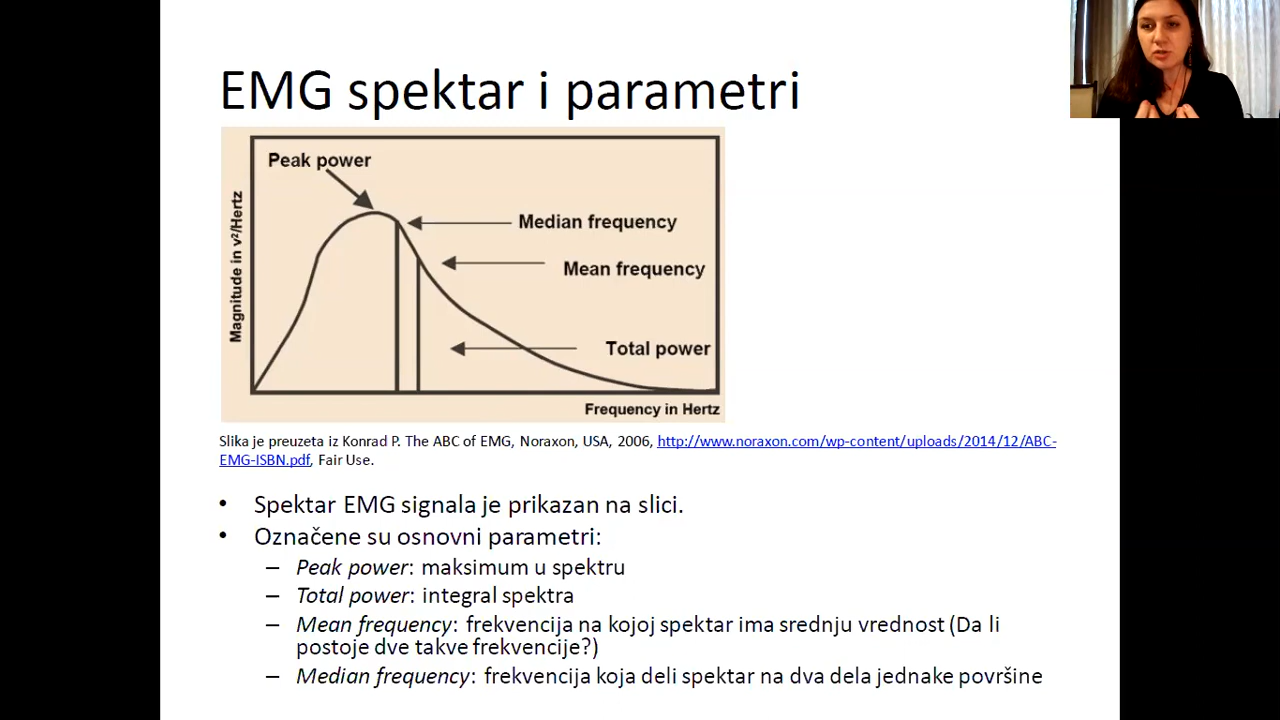 EMG spektar i parametri
Peak power
Median frequency
Mean frequency
Total power
Magnitude in v²/Hertz
Frequency in Hertz
Slika je preuzeta iz Konrad P. The ABC of EMG, Noraxon, USA, 2006, http://www.noraxon.com/wp-content/uploads/2014/12/ABC-
EMG-ISBN.pdf, Fair Use.
• Spektar EMG signala je prikazan na slici.
• Označene su osnovni parametri:
– Peak power: maksimum u spektru
– Total power: integral spektra
– Mean frequency: frekvencija na kojoj spektar ima srednju vrednost (Da li
postoje dve takve frekvencije?)
– Median frequency: frekvencija koja deli spektar na dva dela jednake površine